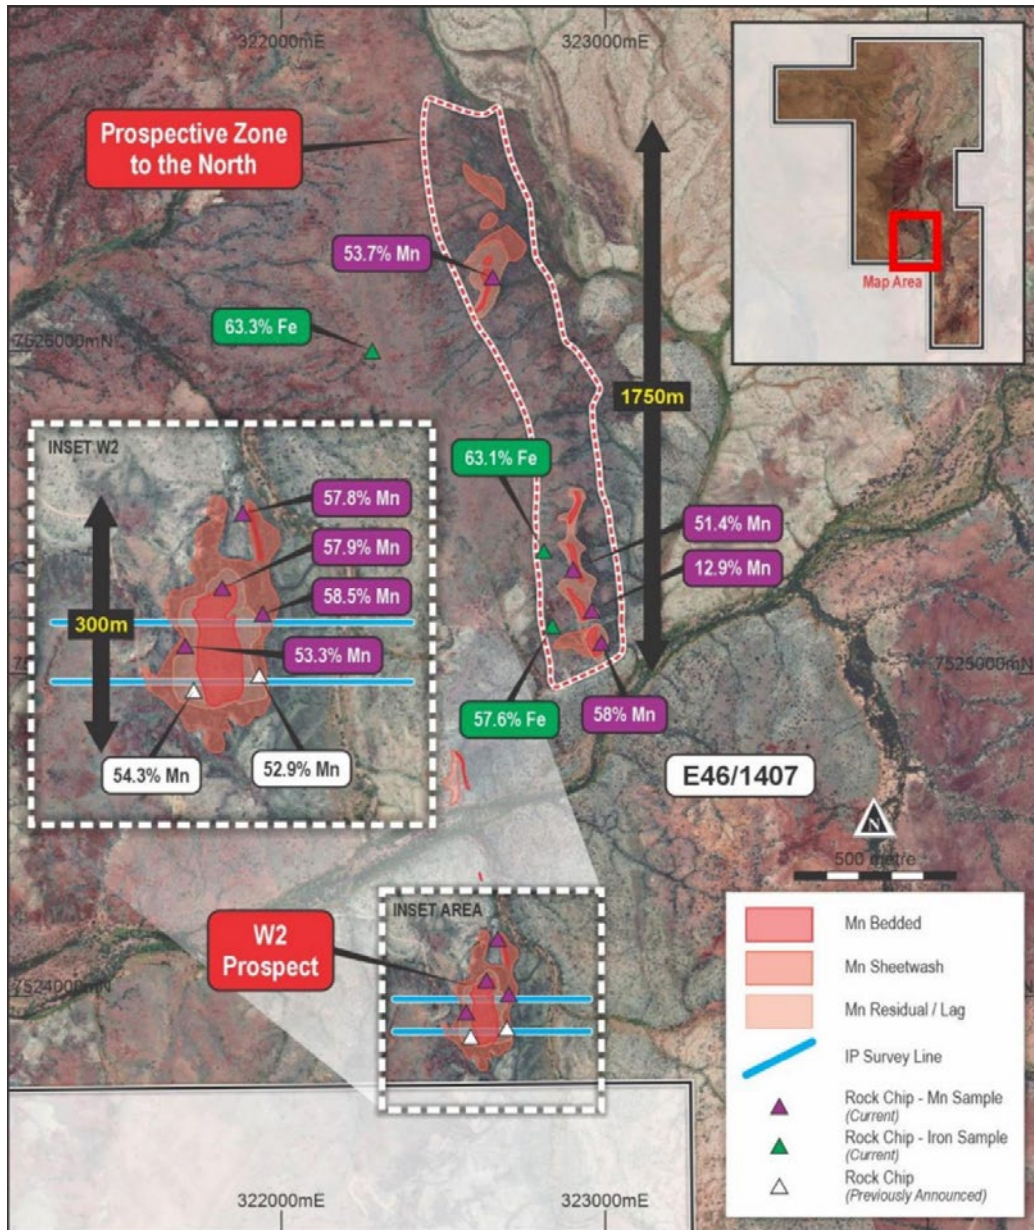 322000mE
323000mE
Prospective Zone
to the North
53.7% Mn
Map Area
63.3% Fe
7525000mN
1750m
INSET W2
63.1% Fe
57.8% Mn
51.4% Mn
57.9% Mn
12.9% Mn
58.5% Mn
300m
53.3% Mn
7525000mN
57.6% Fe
58% Mn
54.3% Mn
52.9% Mn
E46/1407
N
500 metre
INSET AREA
W2
Prospect
7524000mN
Mn Bedded
Mn Sheetwash
Mn Residual / Lag
IP Survey Line
Rock Chip - Mn Sample
(Current)
Rock Chip - Iron Sample
(Current)
Rock Chip
(Previously Announced)
322000mE
323000mE